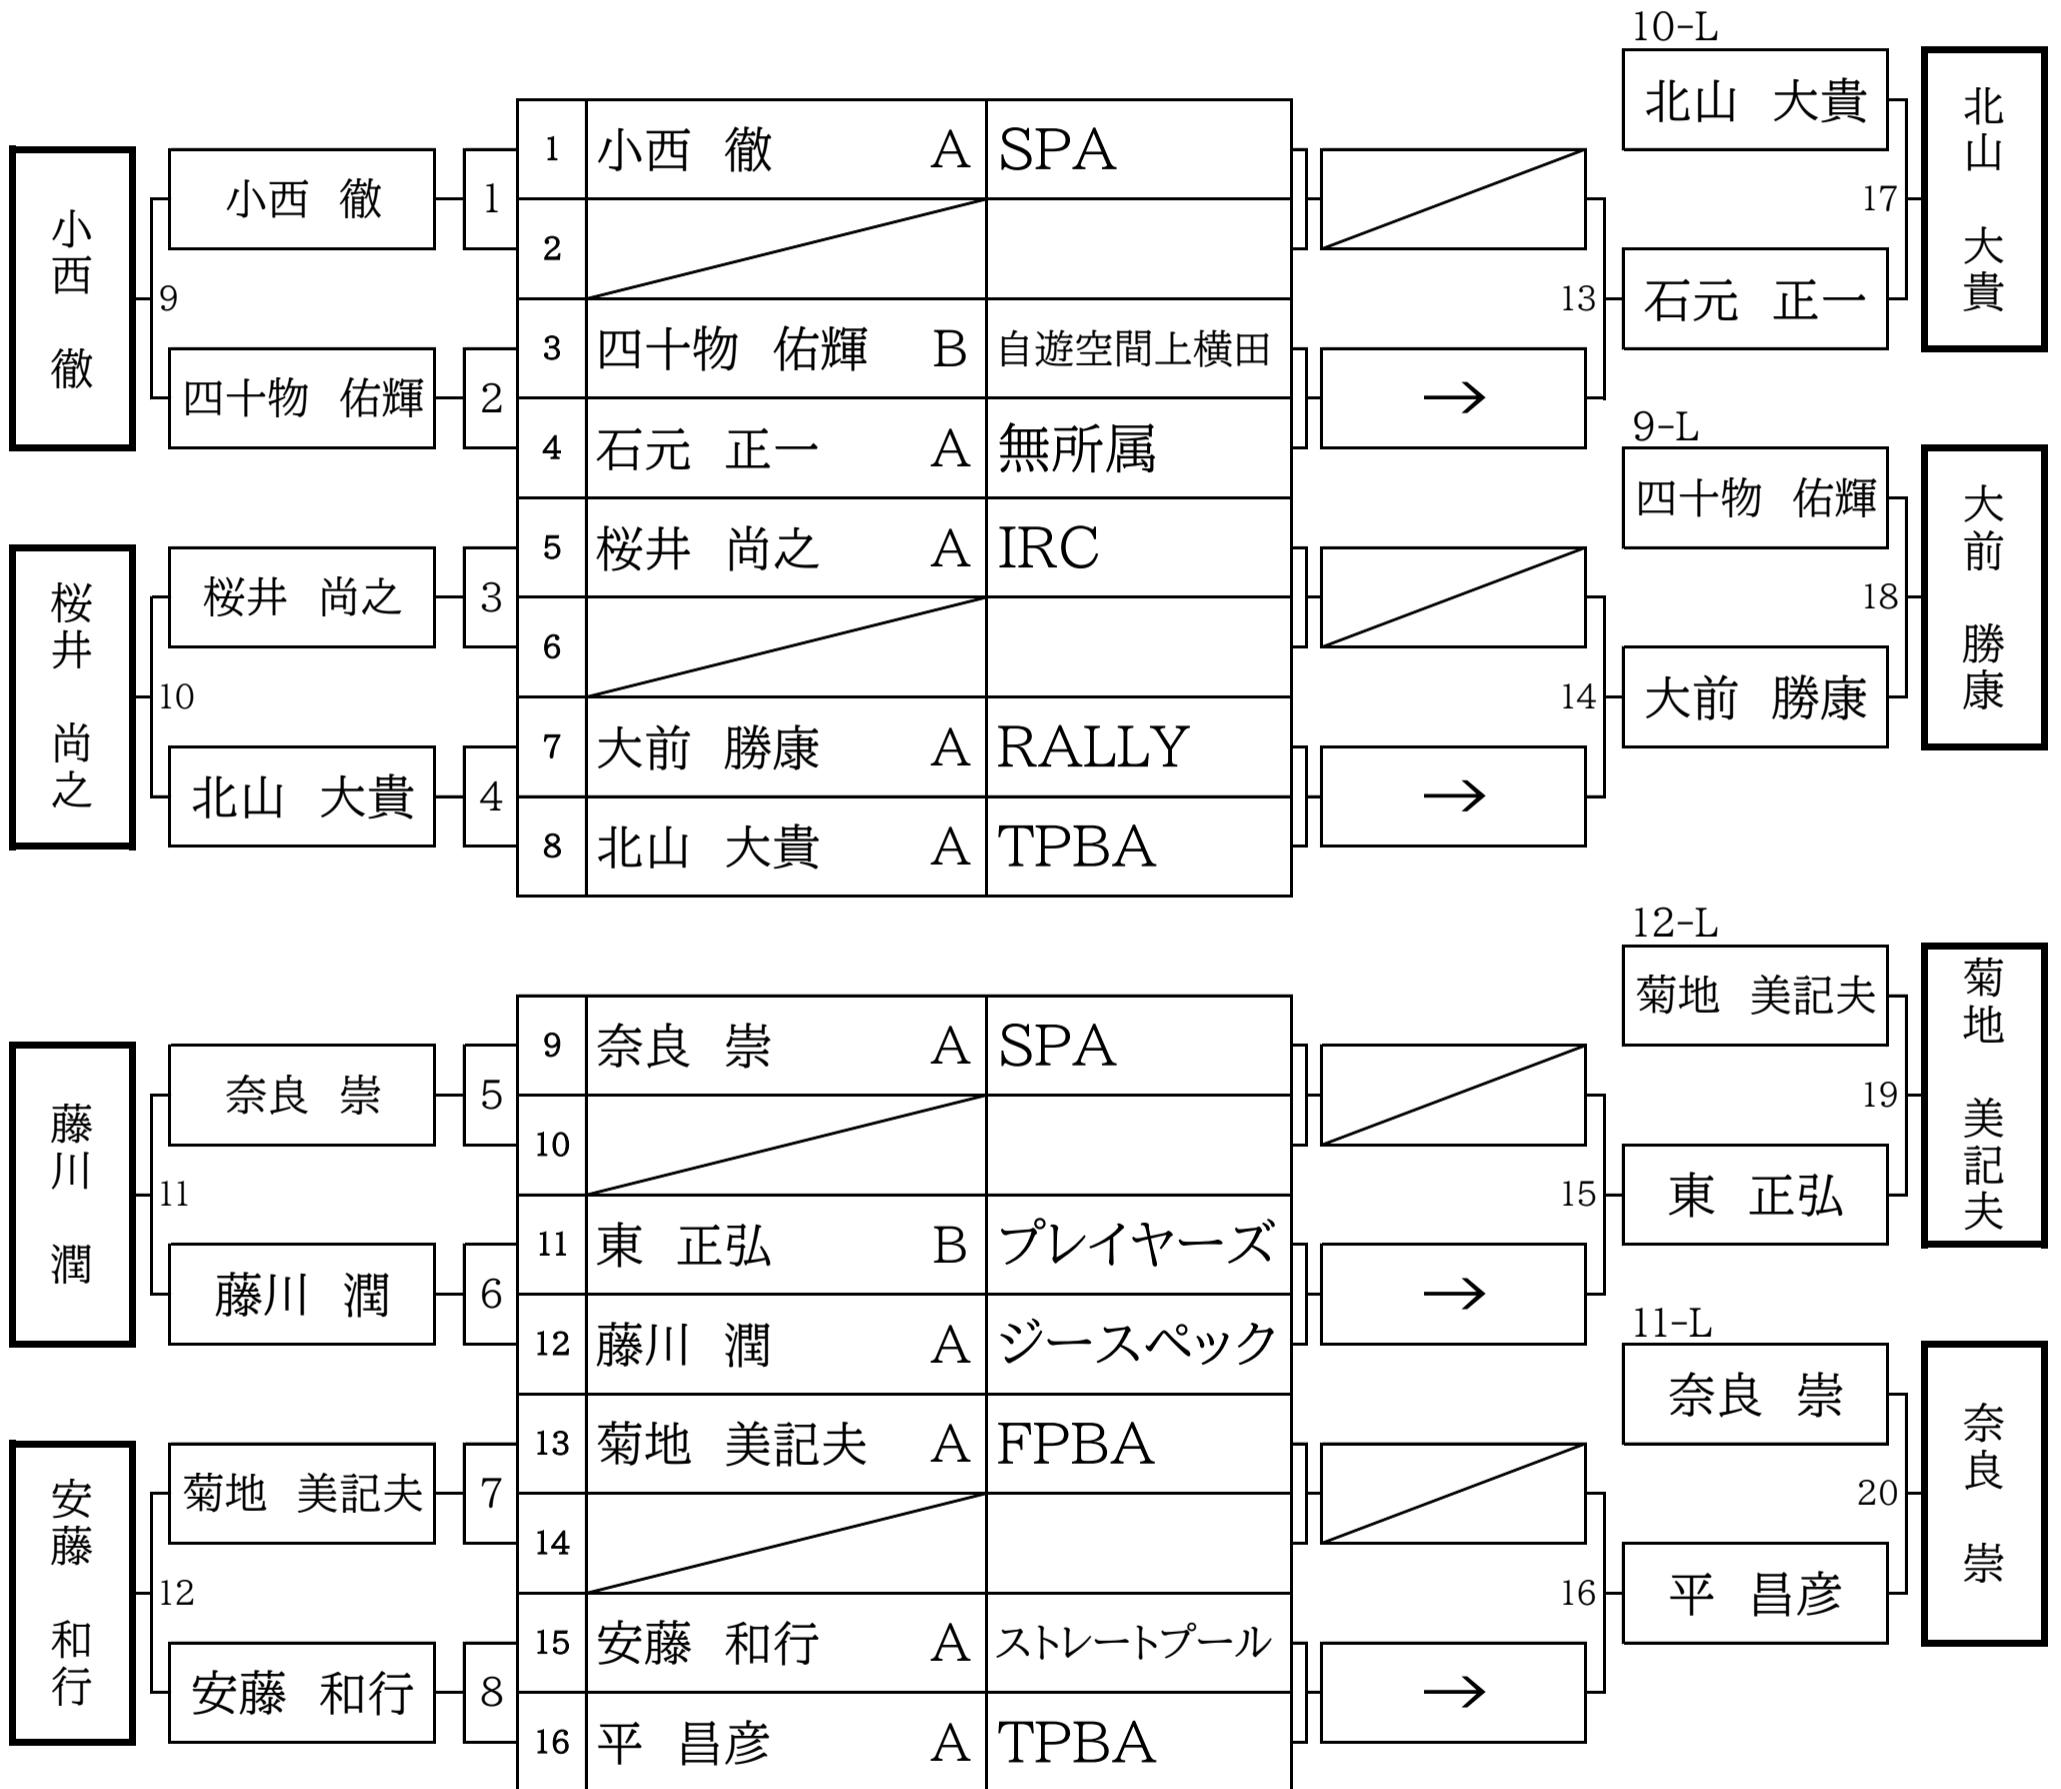 10-L
北山 大貴
北山 大貴
17
13
石元 正一
9-L
四十物 佑輝
大前 勝康
18
14
大前 勝康
小西 徹
小西 徹
1
9
四十物 佑輝
2
桜井 尚之
桜井 尚之
3
10
北山 大貴
4
1 小西 徹 A SPA
2
3 四十物 佑輝 B 自遊空間上横田
4 石元 正一 A 無所属
5 桜井 尚之 A IRC
6
7 大前 勝康 A RALLY
8 北山 大貴 A TPBA
→
→
12-L
菊地 美記夫
菊地 美記夫
19
15
東 正弘
11-L
奈良 崇
奈良 崇
20
16
平 昌彦
藤川 潤
奈良 崇
5
11
藤川 潤
6
安藤 和行
菊地 美記夫
7
12
安藤 和行
8
9 奈良 崇 A SPA
10
11 東 正弘 B プレイヤーズ
12 藤川 潤 A ジースペック
13 菊地 美記夫 A FPBA
14
15 安藤 和行 A ストレートプール
16 平 昌彦 A TPBA
→
→